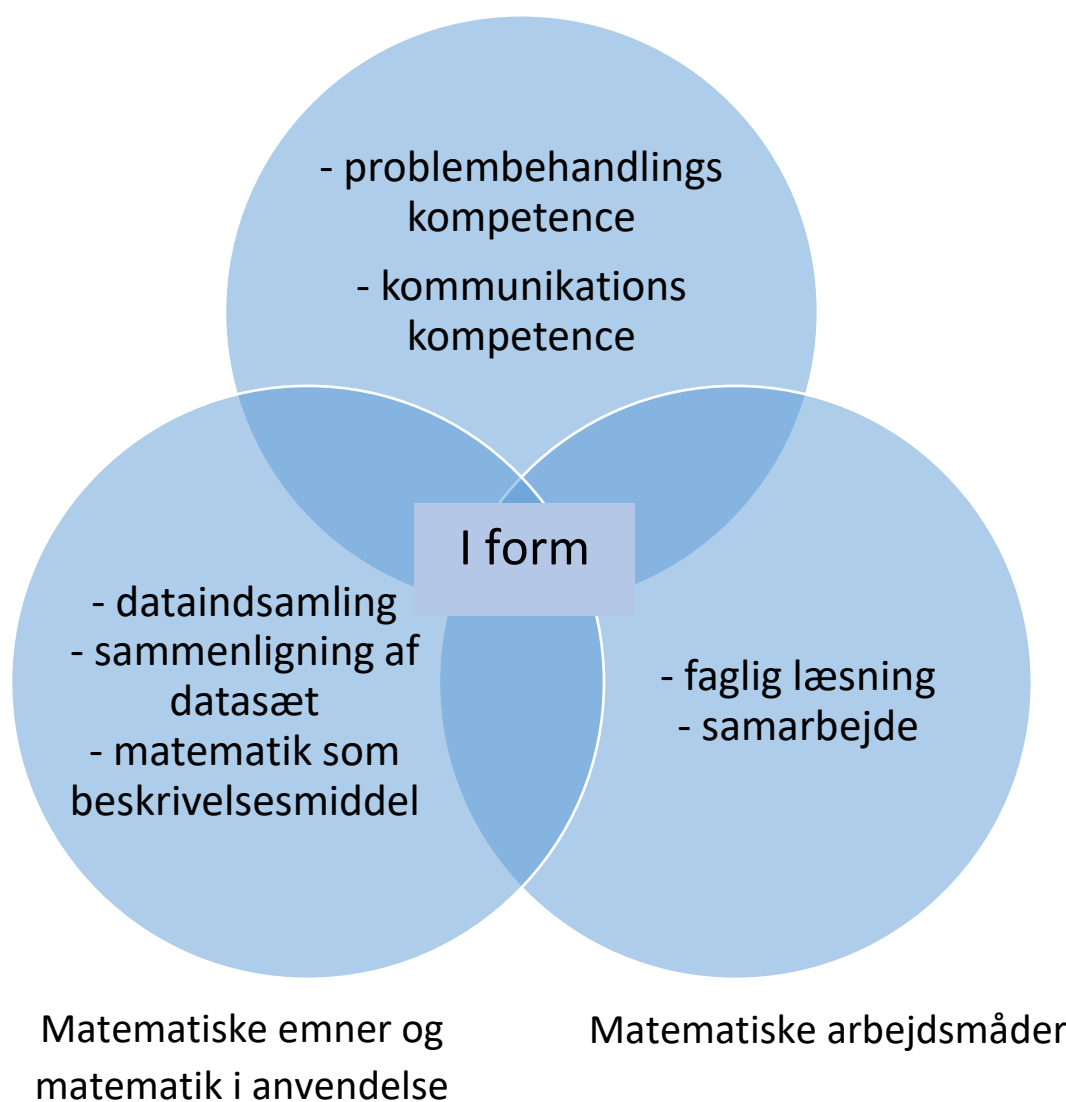 - problembehandlings
kompetence
- kommunikations
kompetence
I form
- dataindsamling
- sammenligning af
datasæt
- matematik som
beskrivelsesmiddel
- faglig læsning
- samarbejde
Matematiske emner og
matematik i anvendelse
Matematiske arbejdsmåder